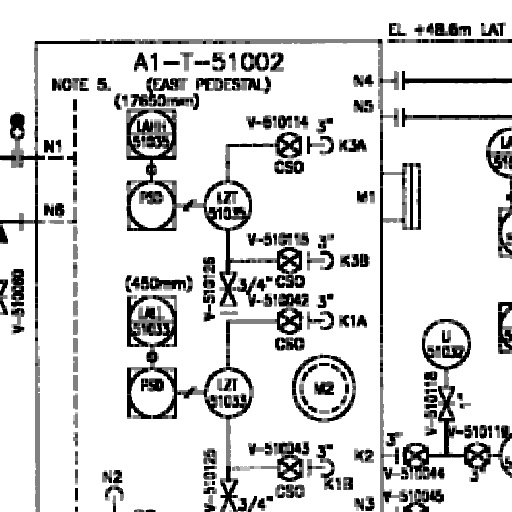 EL +48.6m LAT
A1-T-51002
NOTE 5. (EAST PEDESTAL)
(17650mm)
N4
N5
LAHH
51035
V-510114 3"
K3A
CSO
N1
PSD
LZT
51035
M1
N6
V-510115 3"
K3B
CSO
V-510126
3/4"
(450mm)
V-510042 3"
K1A
CSO
LALL
51033
V-510080
LI
51032
PSD
LZT
51033
M2
V-510118
1"
V-510119
V-510043 3"
K1B
CSO
K2
3"
V-510044
3"
N2
V-510125
3/4"
N3
V-510045